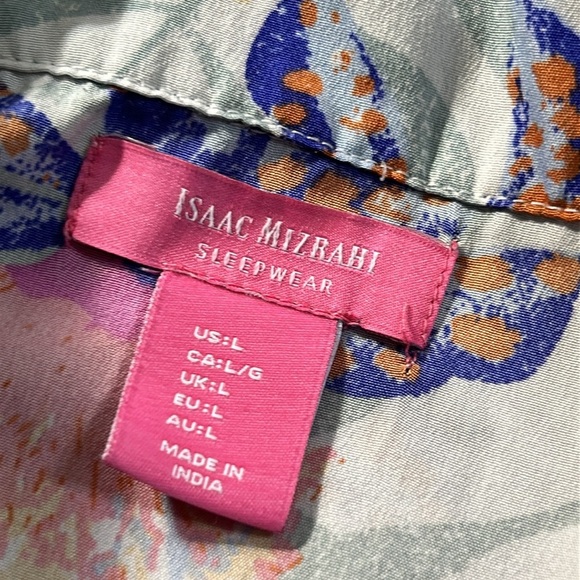 ISAAC MIZRAHI
SLEEPWEAR
US:L
CA:L/G
UK:L
EU:L
AU:L
MADE IN
INDIA